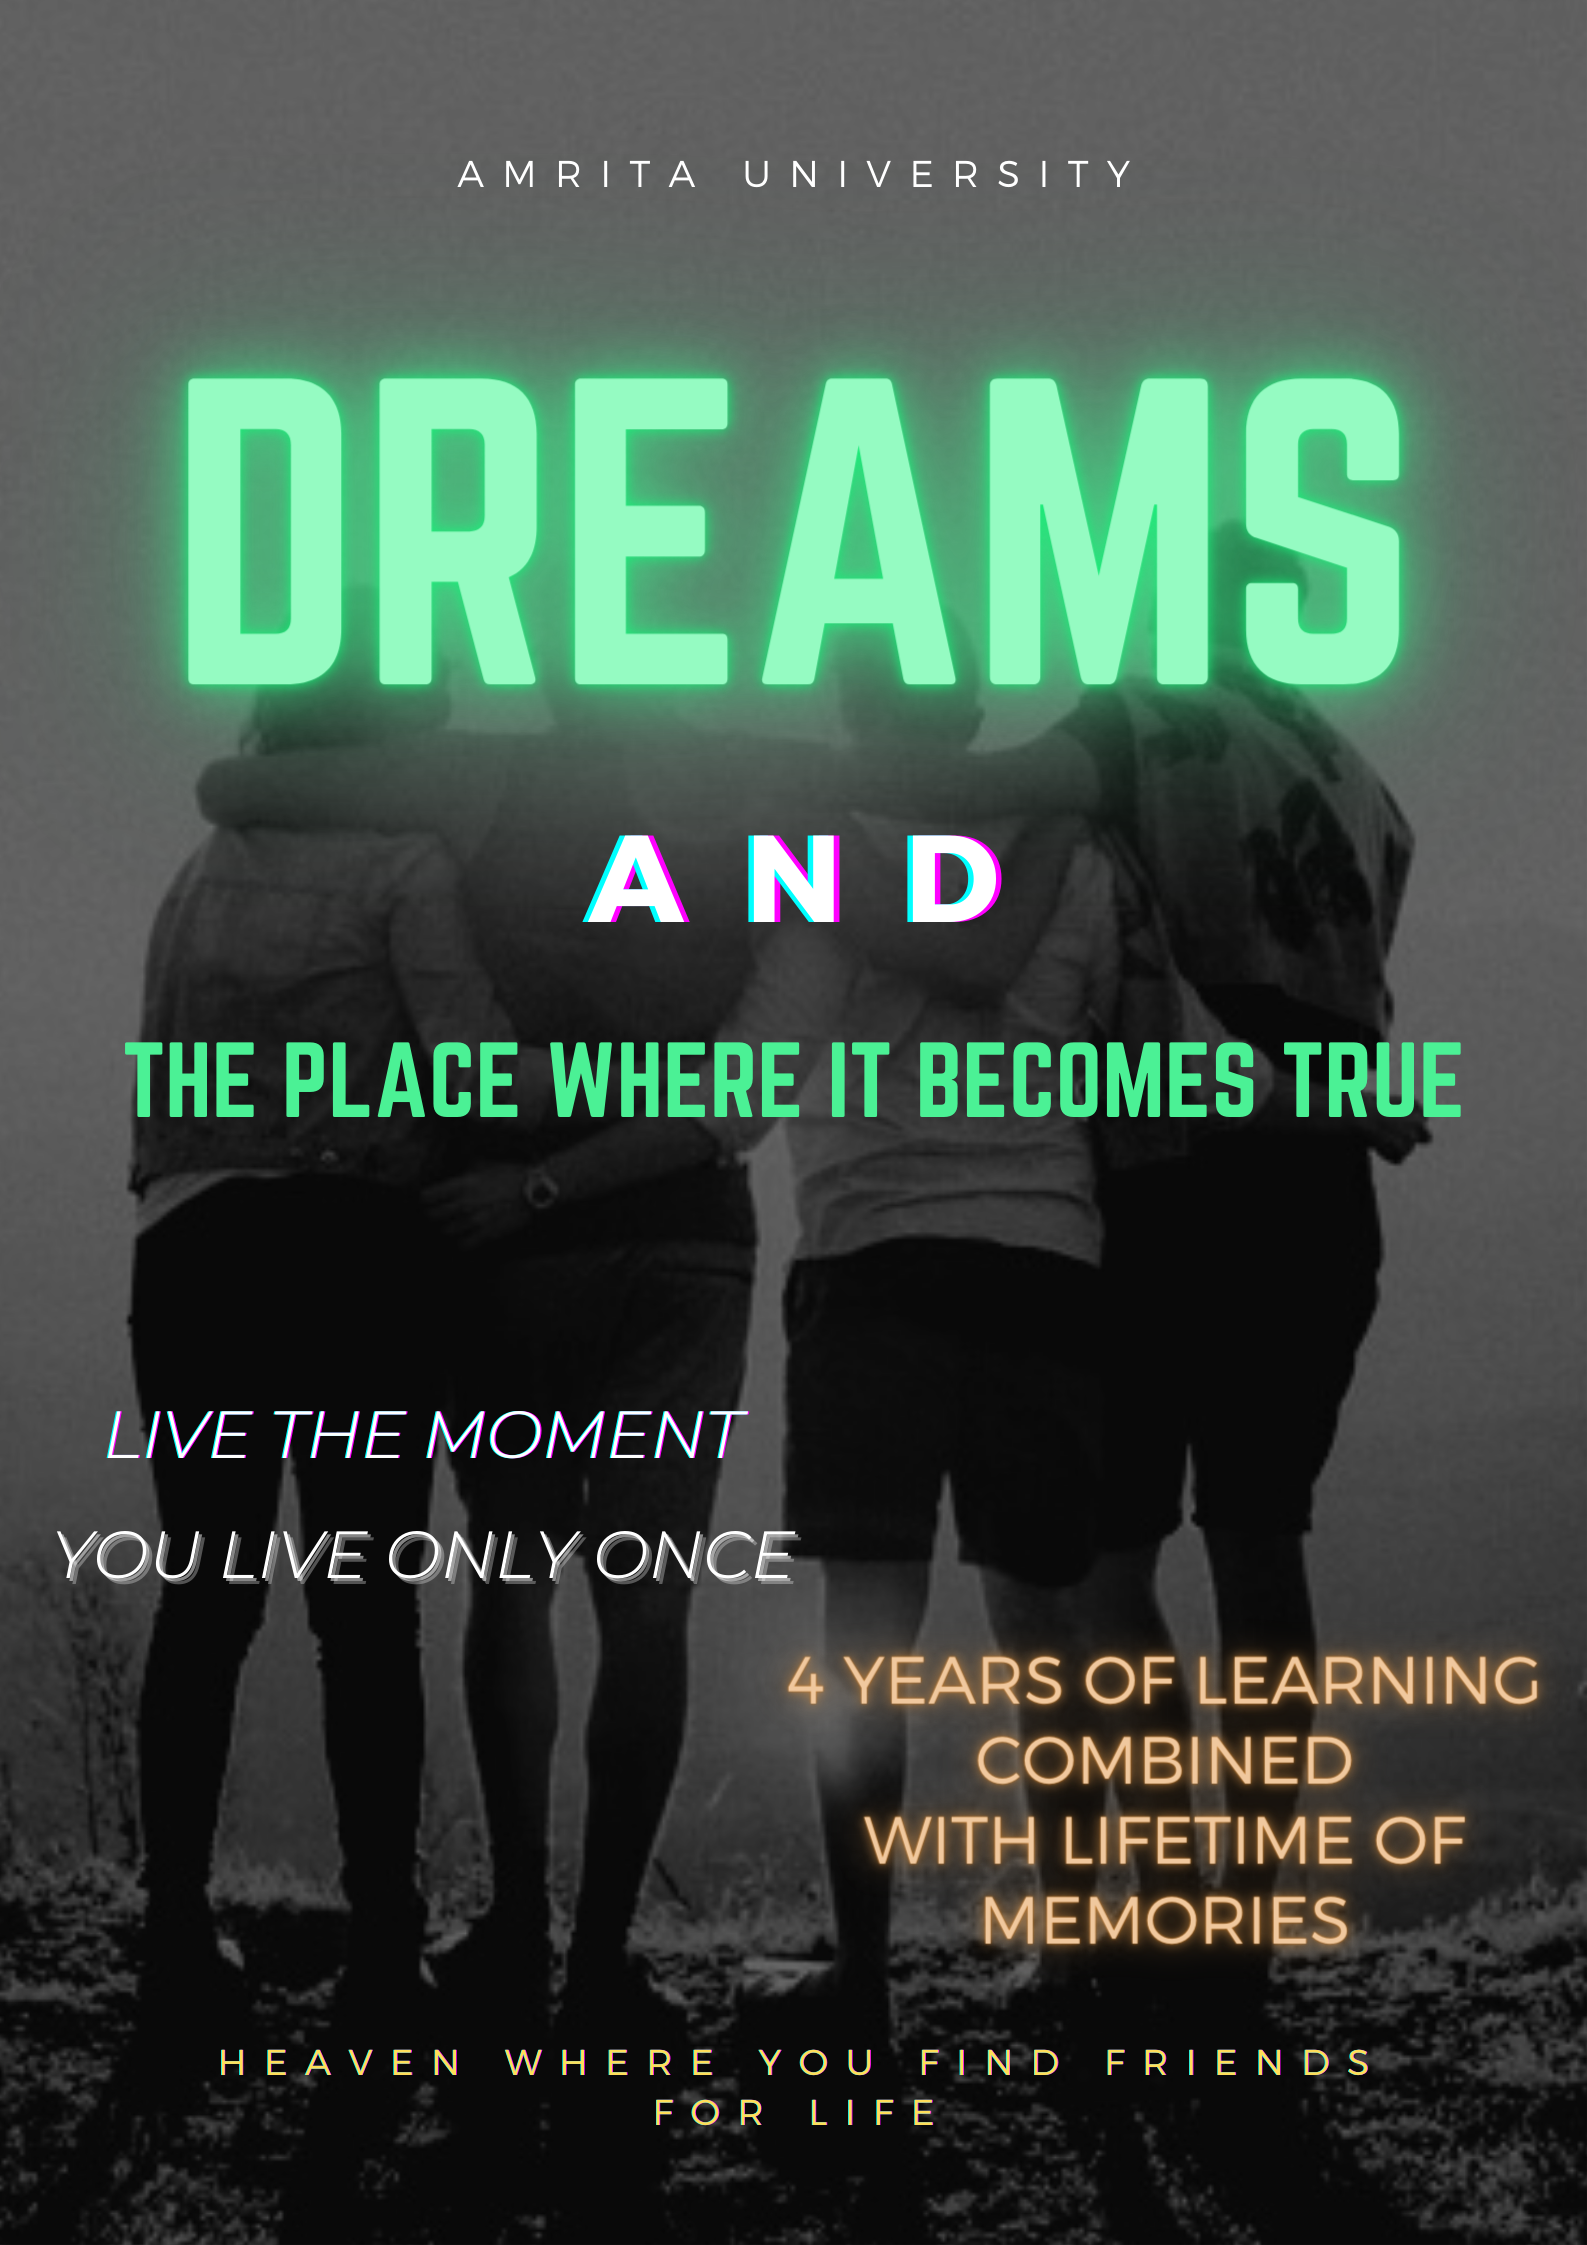 AMRITA UNIVERSITY
DREAMS
AND
THE PLACE WHERE IT BECOMES TRUE
LIVE THE MOMENT
YOU LIVE ONLY ONCE
4 YEARS OF LEARNING
COMBINED
WITH LIFETIME OF
MEMORIES
HEAVEN WHERE YOU FIND FRIENDS
FOR LIFE